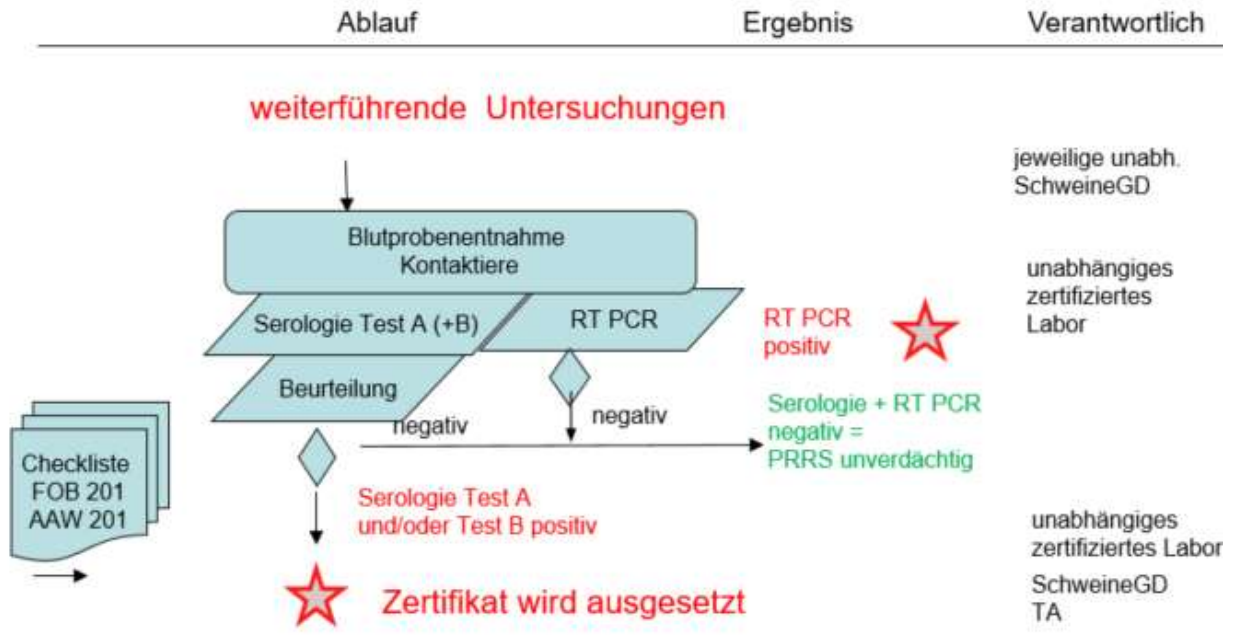 Ablauf
Ergebnis
Verantwortlich
weiterführende Untersuchungen
jeweilige unabh.
SchweineGD
Blutprobenentnahme
Kontaktiere
unabhängiges
zertifiziertes
Labor
Serologie Test A (+B)
RT PCR
RT PCR
positiv
Beurteilung
negativ
negativ
Serologie + RT PCR
negativ =
PRRS unverdächtig
Checkliste
FOB 201
AAW 201
Serologie Test A
und/oder Test B positiv
unabhängiges
zertifiziertes Labor
Zertifikat wird ausgesetzt
SchweineGD
TA